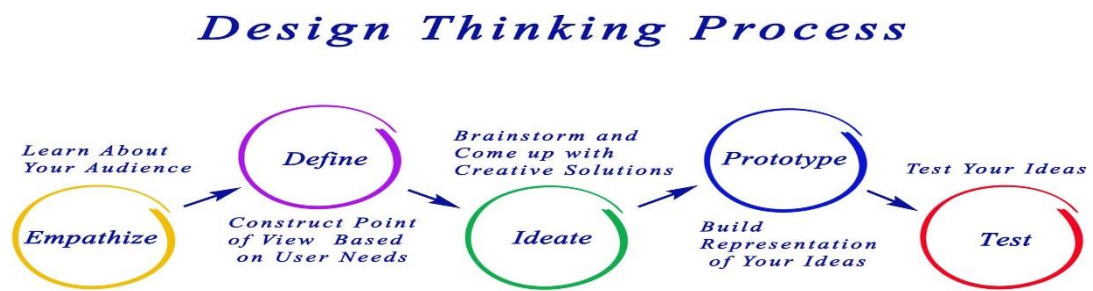 Design Thinking Process
Learn About
Your Audience
Empathize
Define
Construct Point
of View Based
on User Needs
Brainstorm and
Come up with
Creative Solutions
Ideate
Prototype
Build
Representation
of Your Ideas
Test Your Ideas
Test